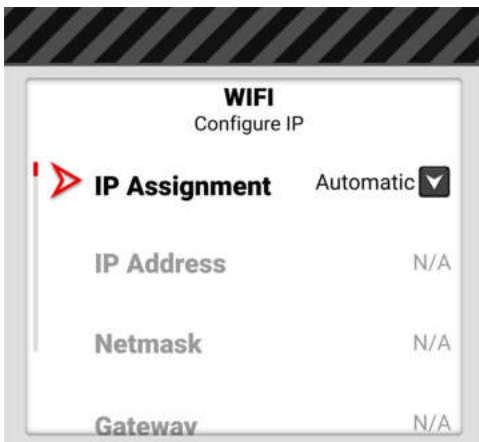 WIFI
Configure IP
IP Assignment Automatic
IP Address N/A
Netmask N/A
Gateway N/A